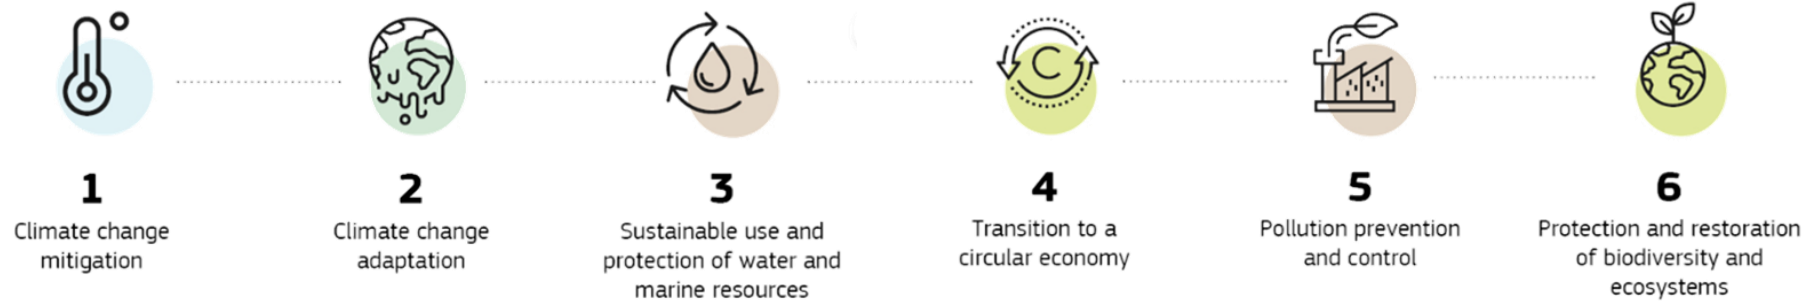 1
Climate change
mitigation
2
Climate change
adaptation
3
Sustainable use and
protection of water and
marine resources
C
4
Transition to a
circular economy
5
Pollution prevention
and control
6
Protection and restoration
of biodiversity and
ecosystems